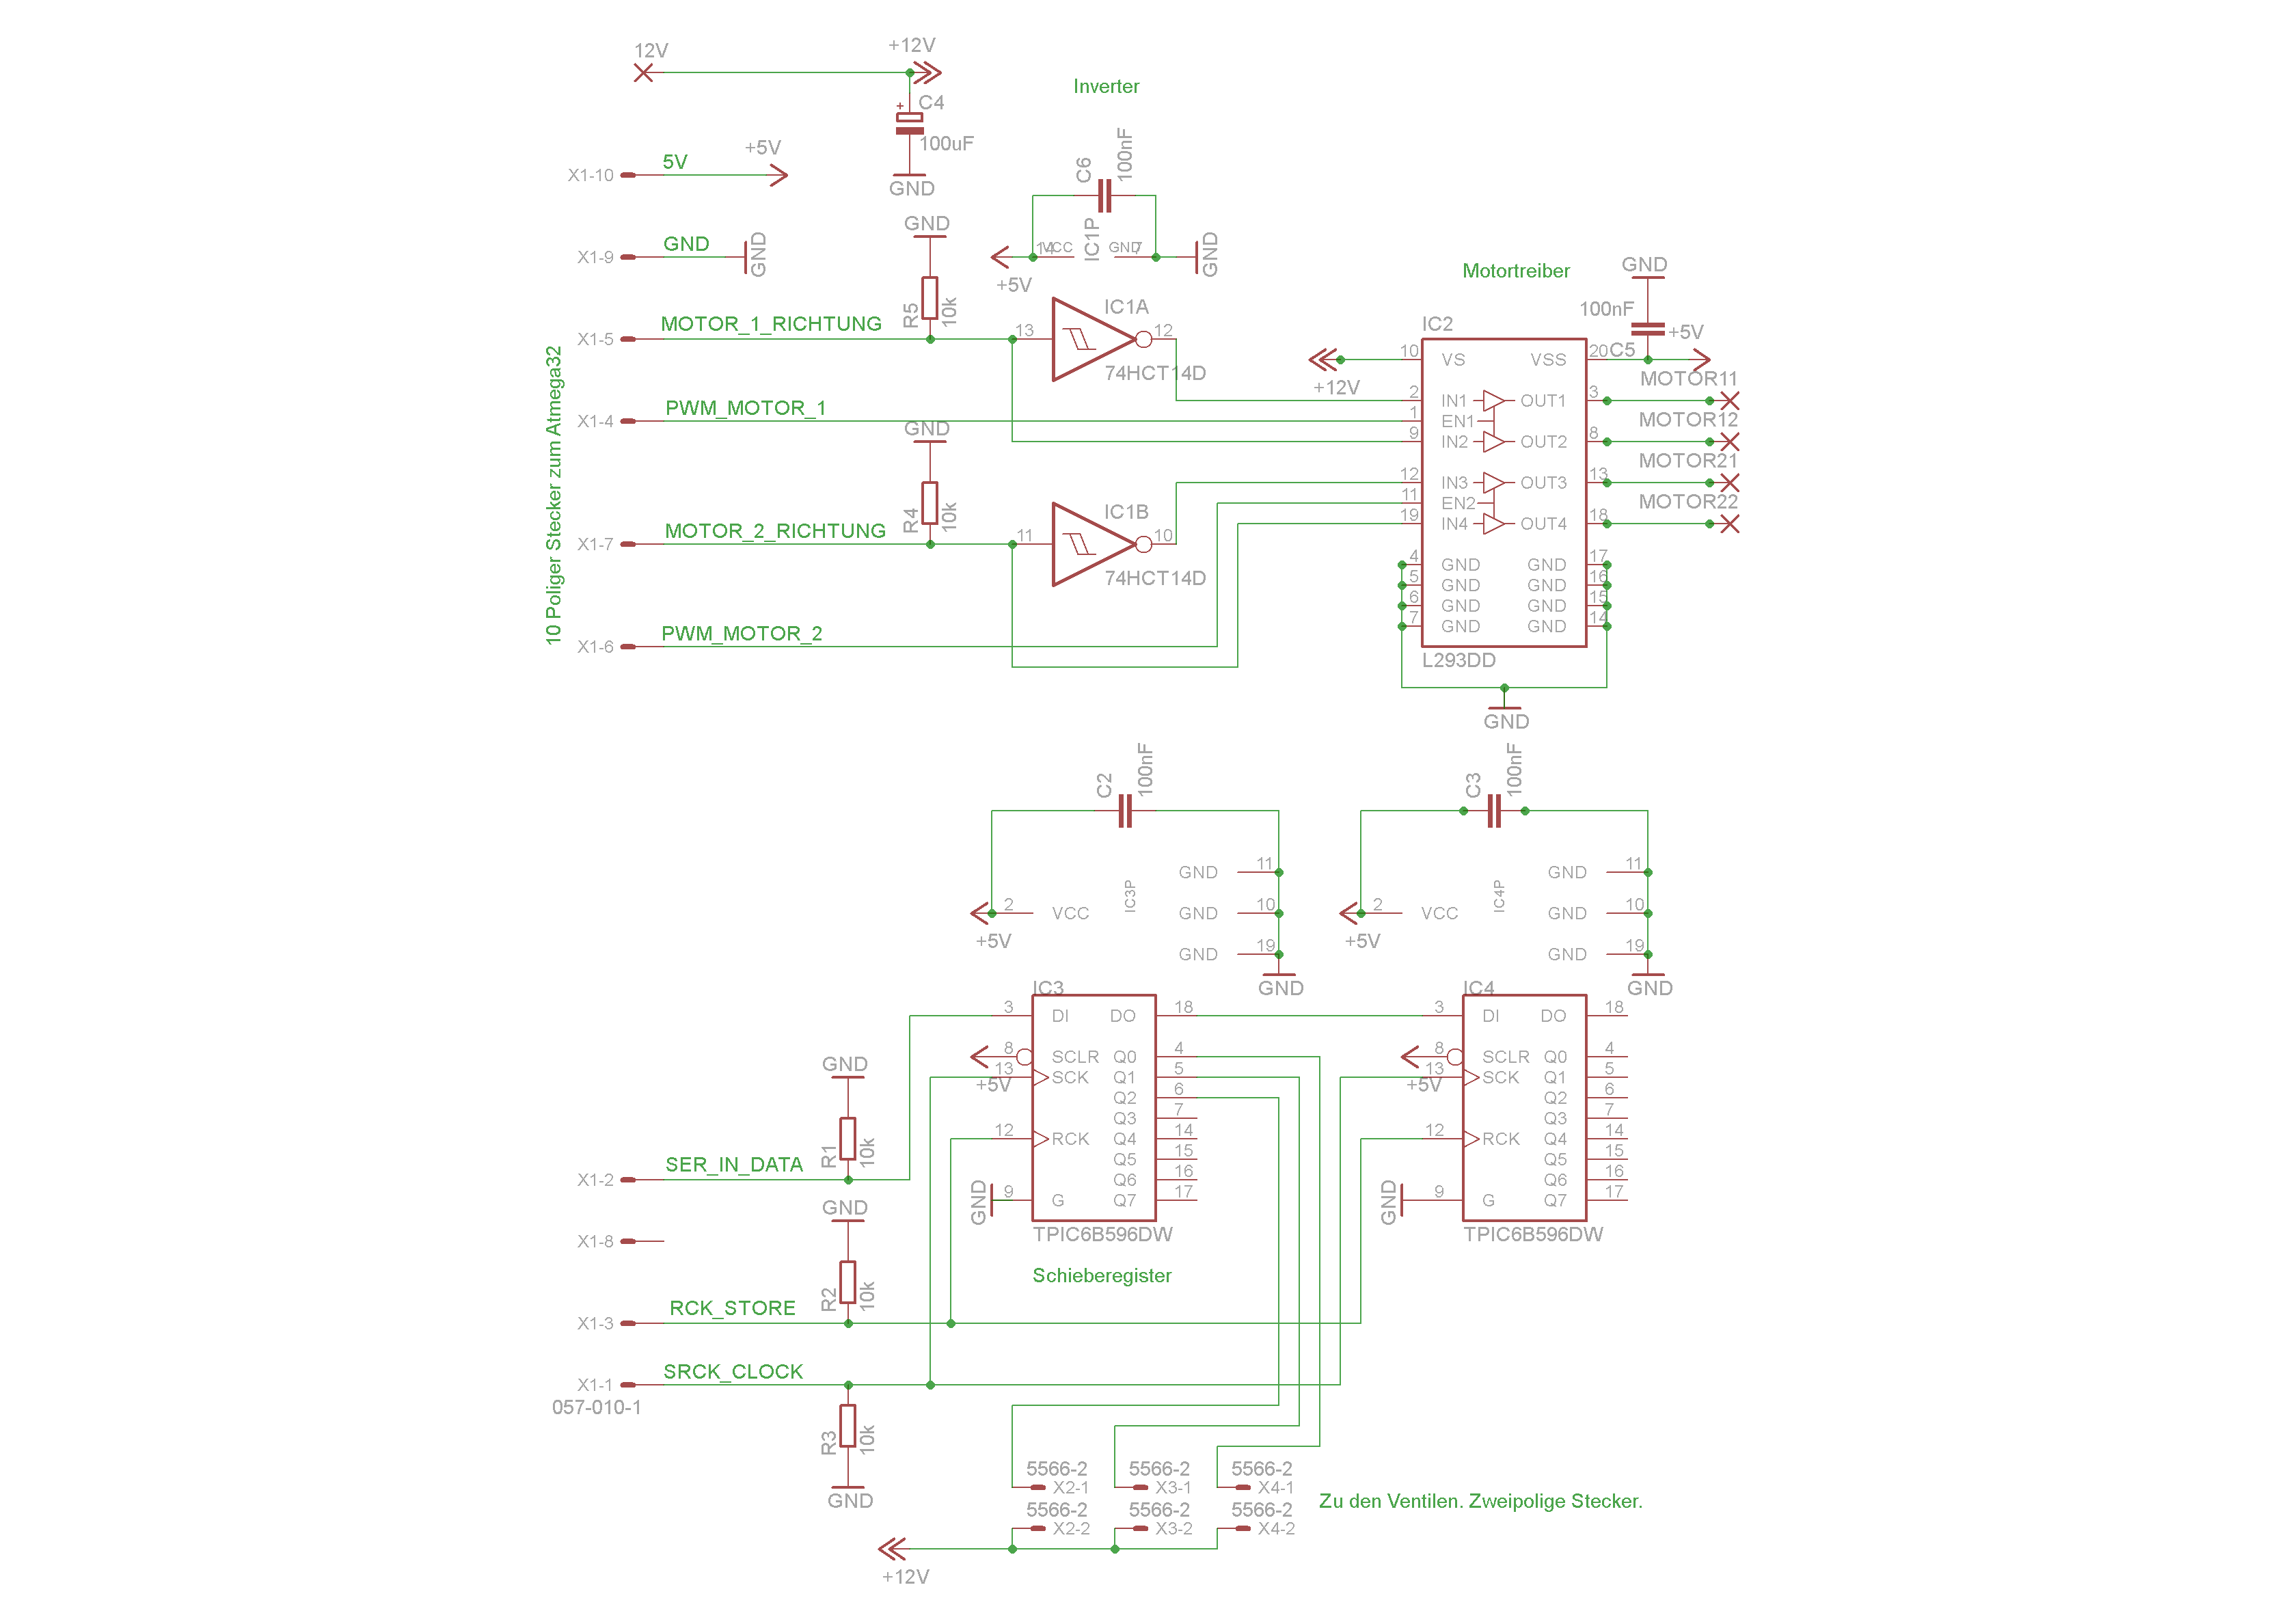 12V
+12V
Inverter
C4
100uF
GND
C6
100nF
X1-10
5V
+5V
X1-9
GND
GND
GND
R5
10k
14
VCC
IC1P
GND
7
+5V
GND
Motortreiber
GND
100nF
C5
+5V
10 Poliger Stecker zum Atmega32
X1-5
MOTOR_1_RICHTUNG
13
IC1A
12
74HCT14D
X1-4
PWM_MOTOR_1
GND
R4
10k
X1-7
MOTOR_2_RICHTUNG
11
IC1B
10
74HCT14D
X1-6
PWM_MOTOR_2
IC2
+12V
10 VS VSS 20
2 IN1 OUT1 3 MOTOR11
1 EN1
9 IN2 OUT2 8 MOTOR12
12 IN3 OUT3 13 MOTOR21
11 EN2
19 IN4 OUT4 18 MOTOR22
4 GND GND 17
5 GND GND 16
6 GND GND 15
7 GND GND 14
L293DD
GND
C2
100nF
GND 11
2 VCC IC3P GND 10
+5V
GND 19
GND
C3
100nF
GND 11
2 VCC IC4P GND 10
+5V
GND 19
GND
IC3
3 DI DO 18
8 SCLR Q0 4
13 SCK Q1 5
+5V
Q2 6
Q3 7
12 RCK Q4 14
Q5 15
Q6 16
GND 9 G Q7 17
TPIC6B596DW
Schieberegister
IC4
3 DI DO 18
8 SCLR Q0 4
13 SCK Q1 5
+5V
Q2 6
Q3 7
12 RCK Q4 14
Q5 15
Q6 16
GND 9 G Q7 17
TPIC6B596DW
GND
R1
10k
X1-2
SER_IN_DATA
GND
X1-8
R2
10k
X1-3
RCK_STORE
X1-1
SRCK_CLOCK
057-010-1
R3
10k
GND
5566-2 5566-2 5566-2
X2-1 X3-1 X4-1
5566-2 5566-2 5566-2
X2-2 X3-2 X4-2
Zu den Ventilen. Zweipolige Stecker.
+12V